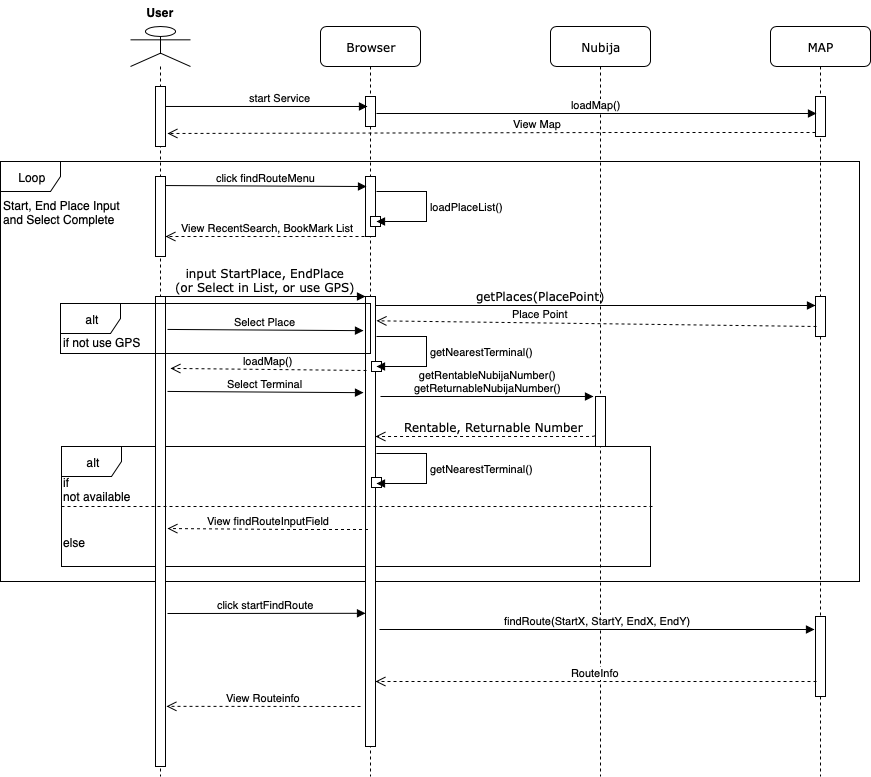 User
Browser
Nubija
MAP
start Service
loadMap()
View Map
Loop
click findRouteMenu
Start, End Place Input
and Select Complete
loadPlaceList()
View RecentSearch, BookMark List
input StartPlace, EndPlace
(or Select in List, or use GPS)
getPlaces(PlacePoint)
alt
Select Place
Place Point
if not use GPS
getNearestTerminal()
loadMap()
getRentableNubijaNumber()
Select Terminal
getReturnableNubijaNumber()
Rentable, Returnable Number
alt
getNearestTerminal()
if
not available
View findRouteInputField
else
click startFindRoute
findRoute(StartX, StartY, EndX, EndY)
RouteInfo
View Routeinfo